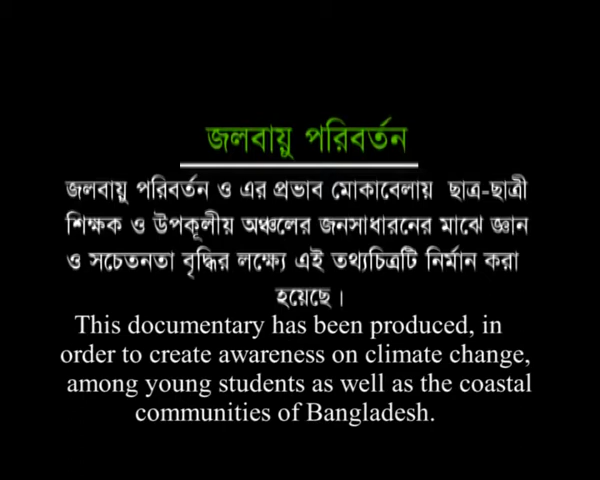 জলবায়ু পরিবর্তন
জলবায়ু পরিবর্তন ও এর প্রভাব মোকাবেলায় ছাত্র-ছাত্রী
শিক্ষক ও উপকূলীয় অঞ্চলের জনসাধারনের মাঝে জ্ঞান
ও সচেতনতা বৃদ্ধির লক্ষ্যে এই তথ্যচিত্রটি নির্মান করা
হয়েছে।
This documentary has been produced, in
order to create awareness on climate change,
among young students as well as the coastal
communities of Bangladesh.